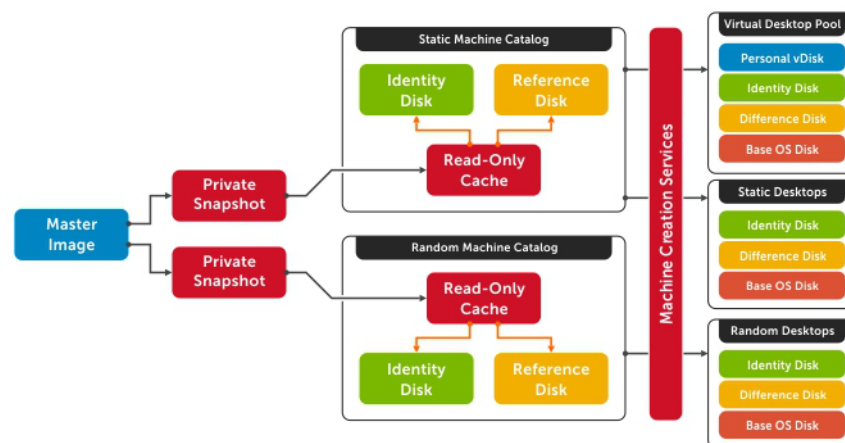 Master
Image
Private
Snapshot
Private
Snapshot
Static Machine Catalog
Identity
Disk
Reference
Disk
Read-Only
Cache
Random Machine Catalog
Read-Only
Cache
Identity
Disk
Reference
Disk
Machine Creation Services
Virtual Desktop Pool
Personal vDisk
Identity Disk
Difference Disk
Base OS Disk
Static Desktops
Identity Disk
Difference Disk
Base OS Disk
Random Desktops
Identity Disk
Difference Disk
Base OS Disk